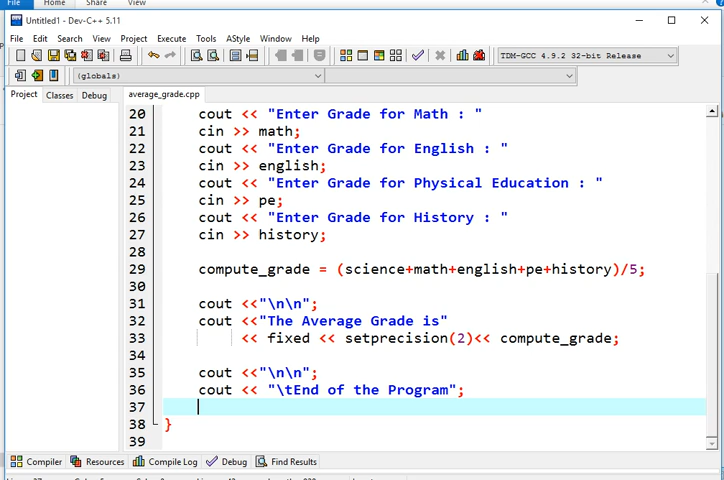 File Home Share View
Untitled1 - Dev-C++ 5.11
File Edit Search View Project Execute Tools AStyle Window Help
TDM-GCC 4.9.2 32-bit Release
(globals)
Project Classes Debug average_grade.cpp
20 cout << "Enter Grade for Math : "
21 cin >> math;
22 cout << "Enter Grade for English : "
23 cin >> english;
24 cout << "Enter Grade for Physical Education : "
25 cin >> pe;
26 cout << "Enter Grade for History : "
27 cin >> history;
28
29 compute_grade = (science+math+english+pe+history)/5;
30
31 cout <<"\n\n";
32 cout <<"The Average Grade is"
33 << fixed << setprecision(2)<< compute_grade;
34
35 cout <<"\n\n";
36 cout << "\tEnd of the Program";
37
38 }
39
Compiler Resources Compile Log Debug Find Results